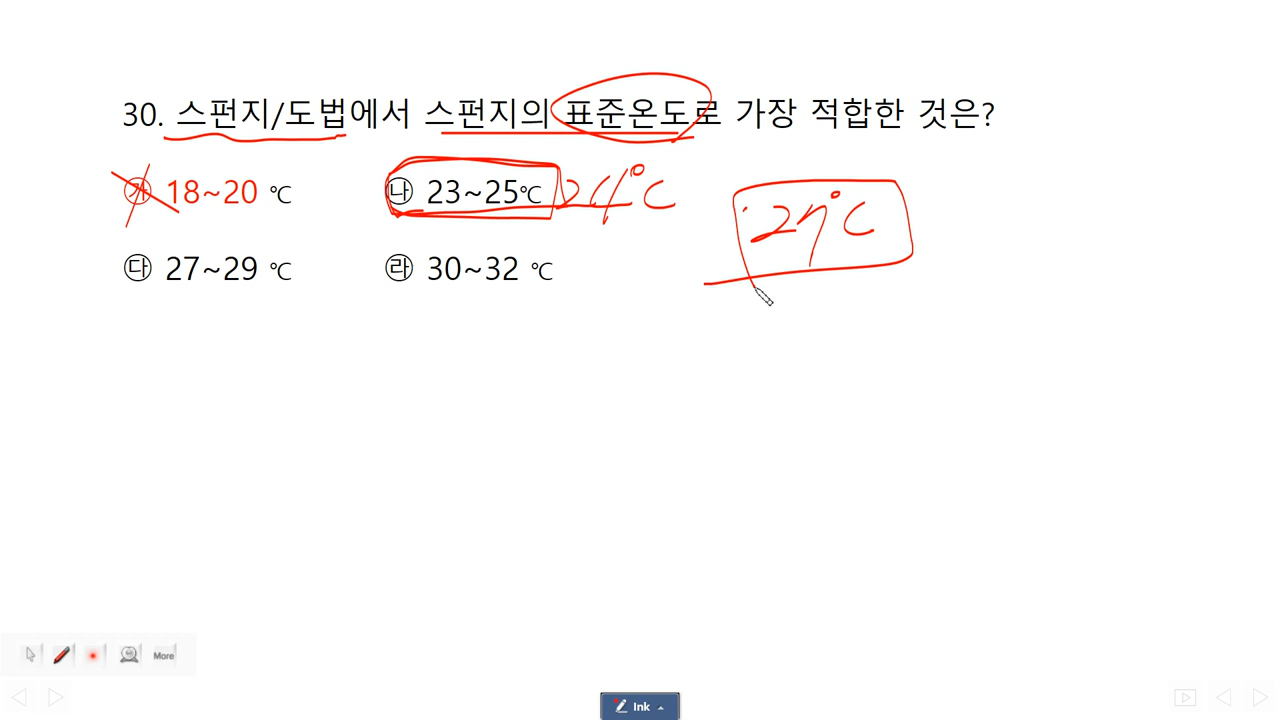 30. 스펀지/도법에서 스펀지의 표준온도로 가장 적합한 것은?
㉮ 18~20 ℃ ㉯ 23~25℃ 24°C
27°C
㉰ 27~29 ℃ ㉱ 30~32 ℃
More
Ink